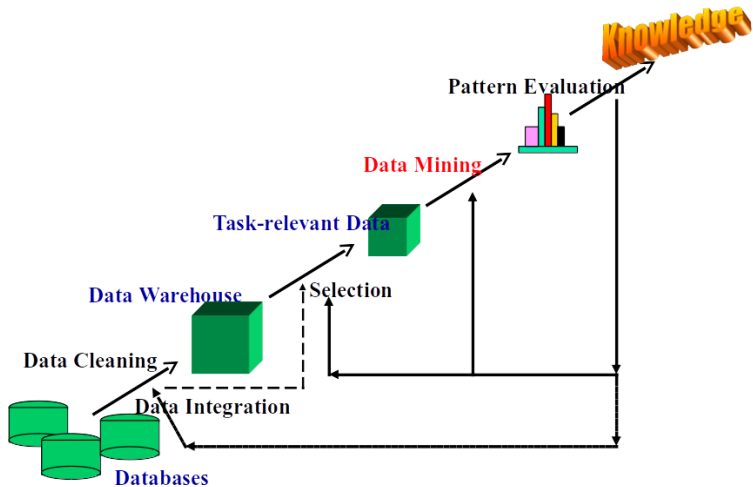 Knowledge
Pattern Evaluation
Data Mining
Task-relevant Data
Data Warehouse
Selection
Data Cleaning
Data Integration
Databases